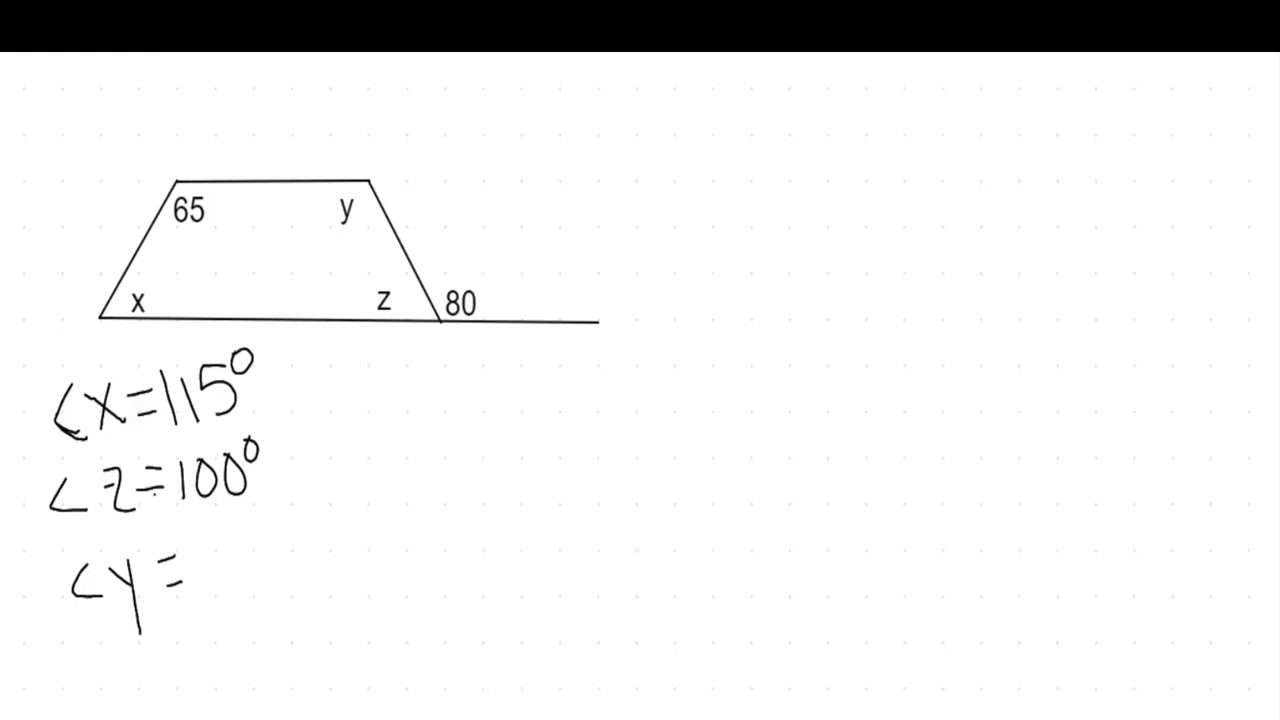 65 y
x z 80
<x=115°
<z=100°
<y=